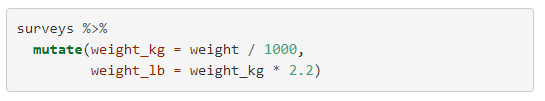 surveys %>%
  mutate(weight_kg = weight / 1000,
         weight_lb = weight_kg * 2.2)